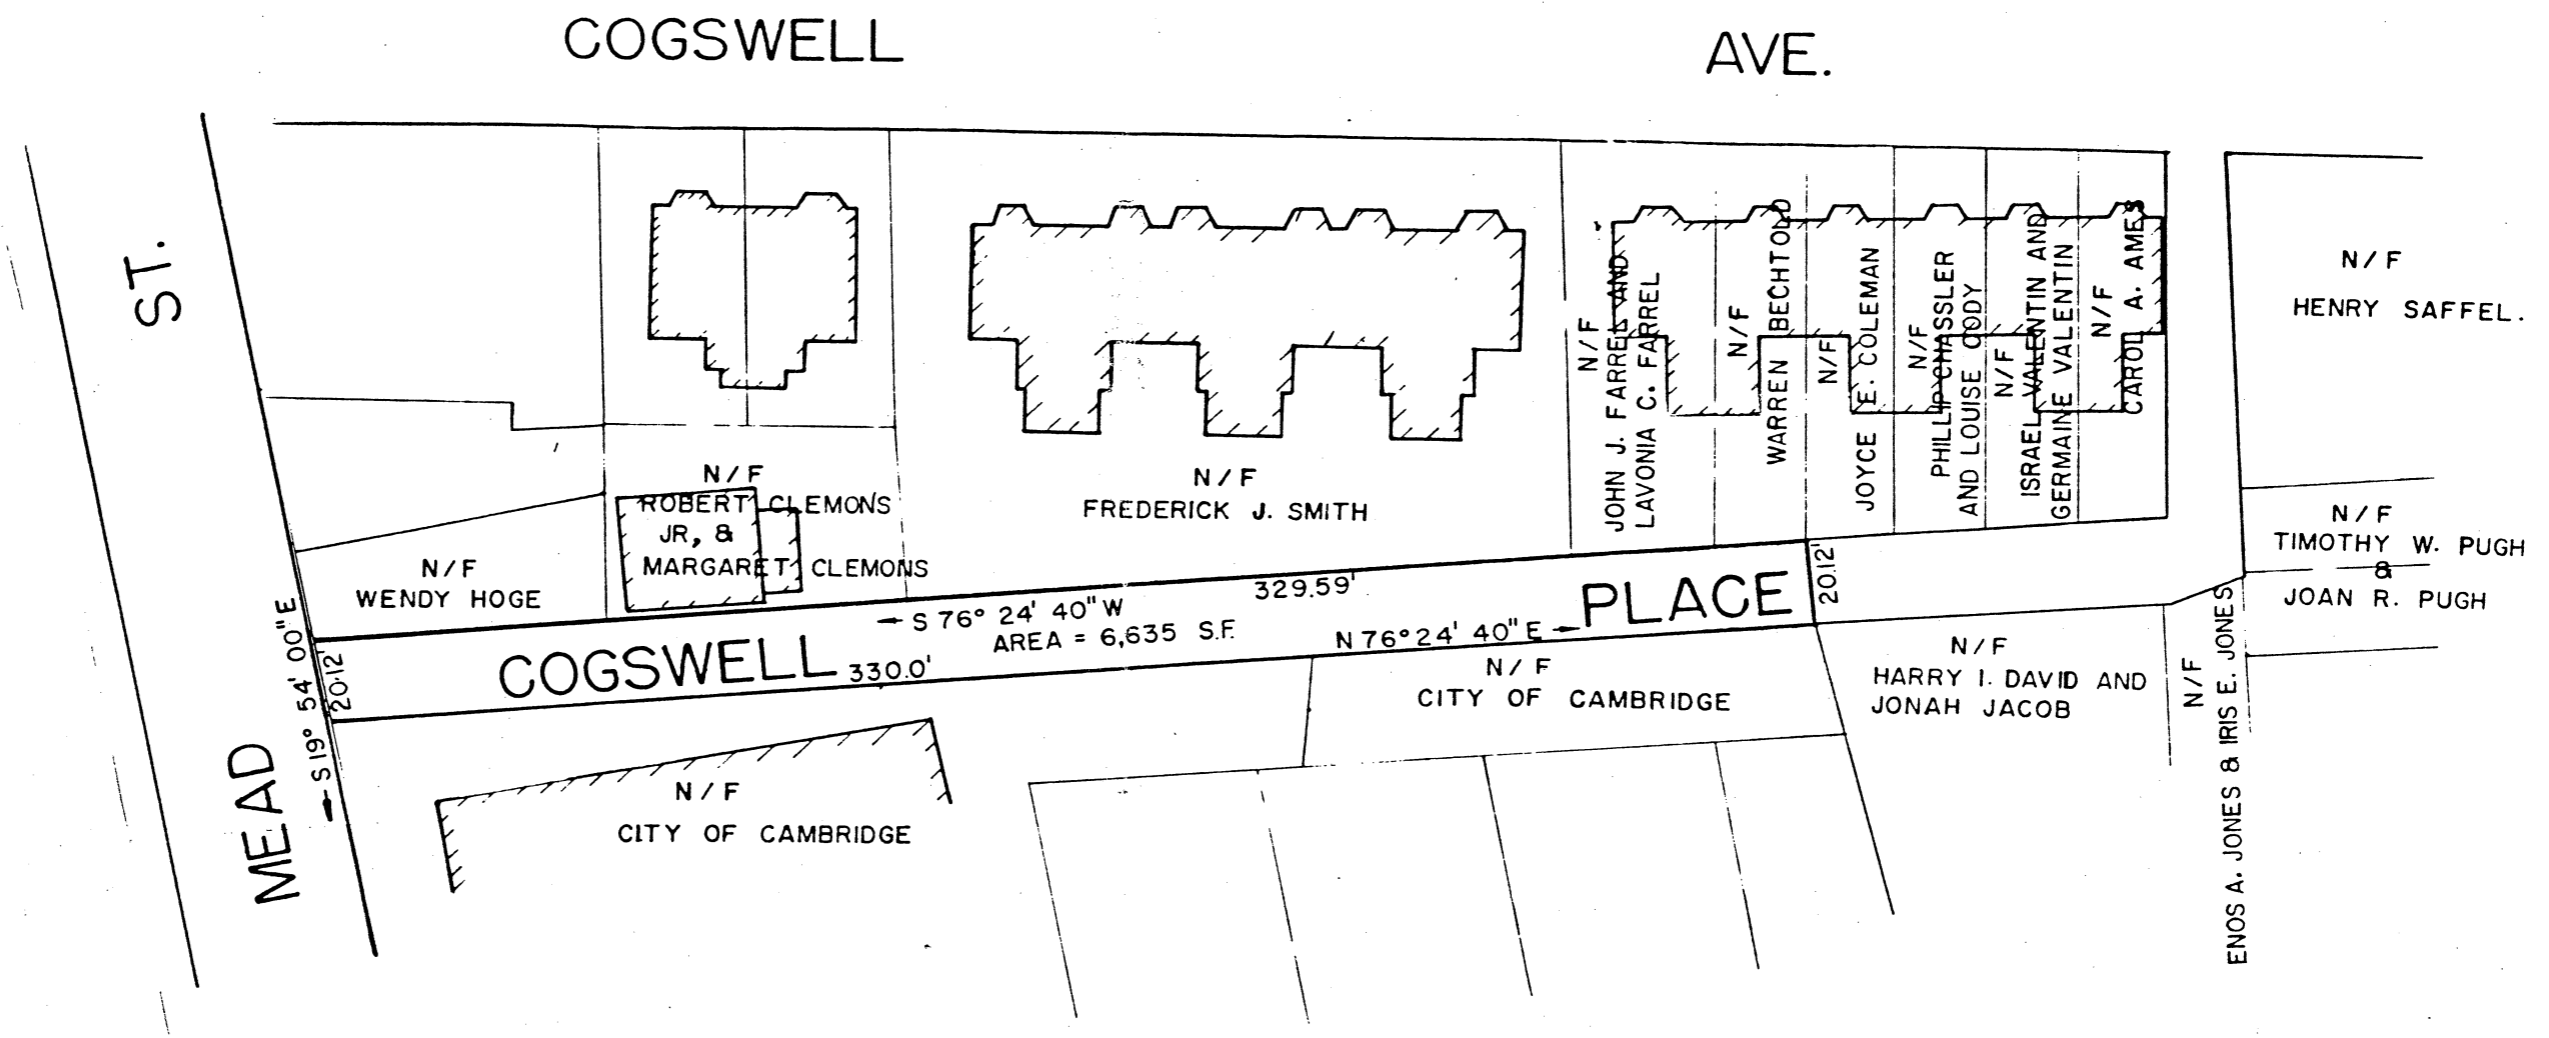 COGSWELL AVE.
ST.
MEAD
N/F
HENRY SAFFEL.
N/F
JOHN J. FARREL AND
LAVONIA C. FARREL
N/F
WARREN BECHTOLD
N/F
JOYCE E. COLEMAN
N/F
PHILLIP CHASSLER
AND LOUISE CODY
N/F
ISRAEL VALENTIN AND
GERMAINE VALENTIN
N/F
CAROL A. AMES
N/F
ROBERT CLEMONS
JR, &
MARGARET CLEMONS
N/F
FREDERICK J. SMITH
N/F
TIMOTHY W. PUGH
&
JOAN R. PUGH
N/F
WENDY HOGE
S 19° 54' 00" E
20.12'
329.59'
S 76° 24' 40" W
AREA = 6,635 S.F.
N 76° 24' 40" E
20.12'
COGSWELL PLACE
330.0'
N/F
CITY OF CAMBRIDGE
N/F
HARRY I. DAVID AND
JONAH JACOB
N/F
ENOS A. JONES & IRIS E. JONES
N/F
CITY OF CAMBRIDGE